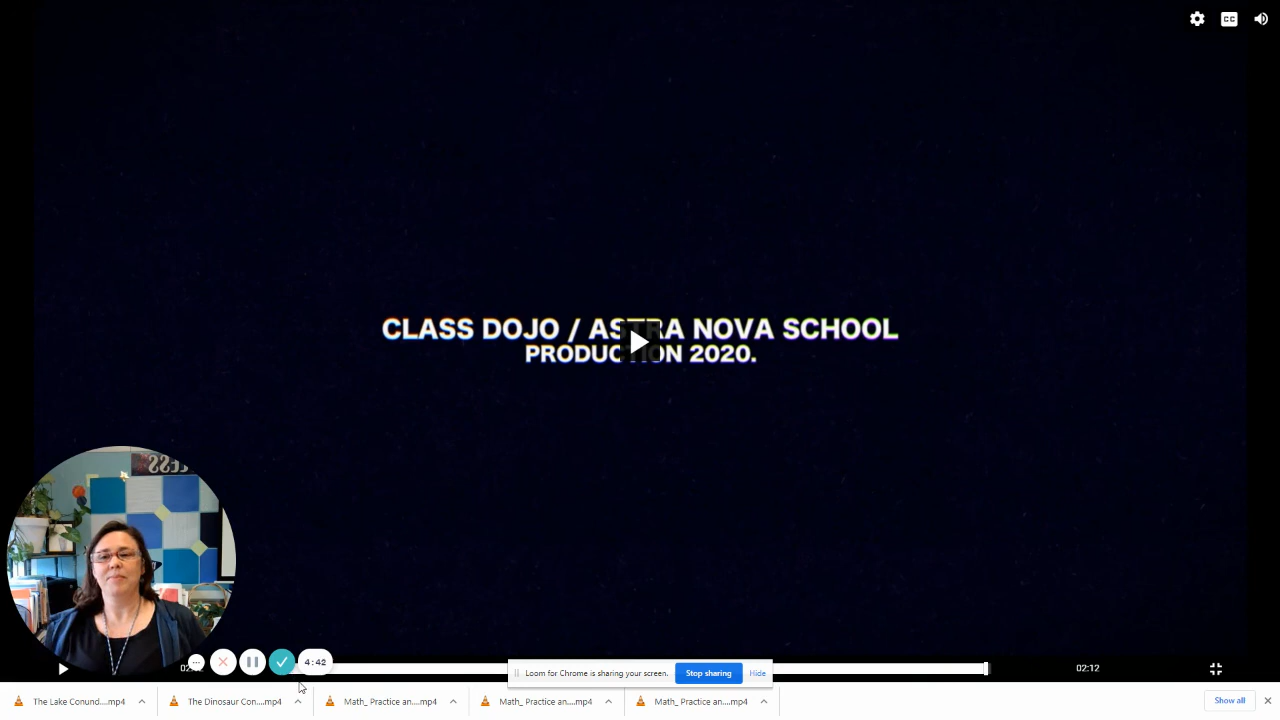 CC
CLASS DOJO / ASTRA NOVA SCHOOL
PRODUCTION 2020.
4:42
Loom for Chrome is sharing your screen.
Stop sharing
Hide
02:12
The Lake Conund....mp4
The Dinosaur Con....mp4
Math_ Practice an....mp4
Math_ Practice an....mp4
Math_ Practice an....mp4
Show all